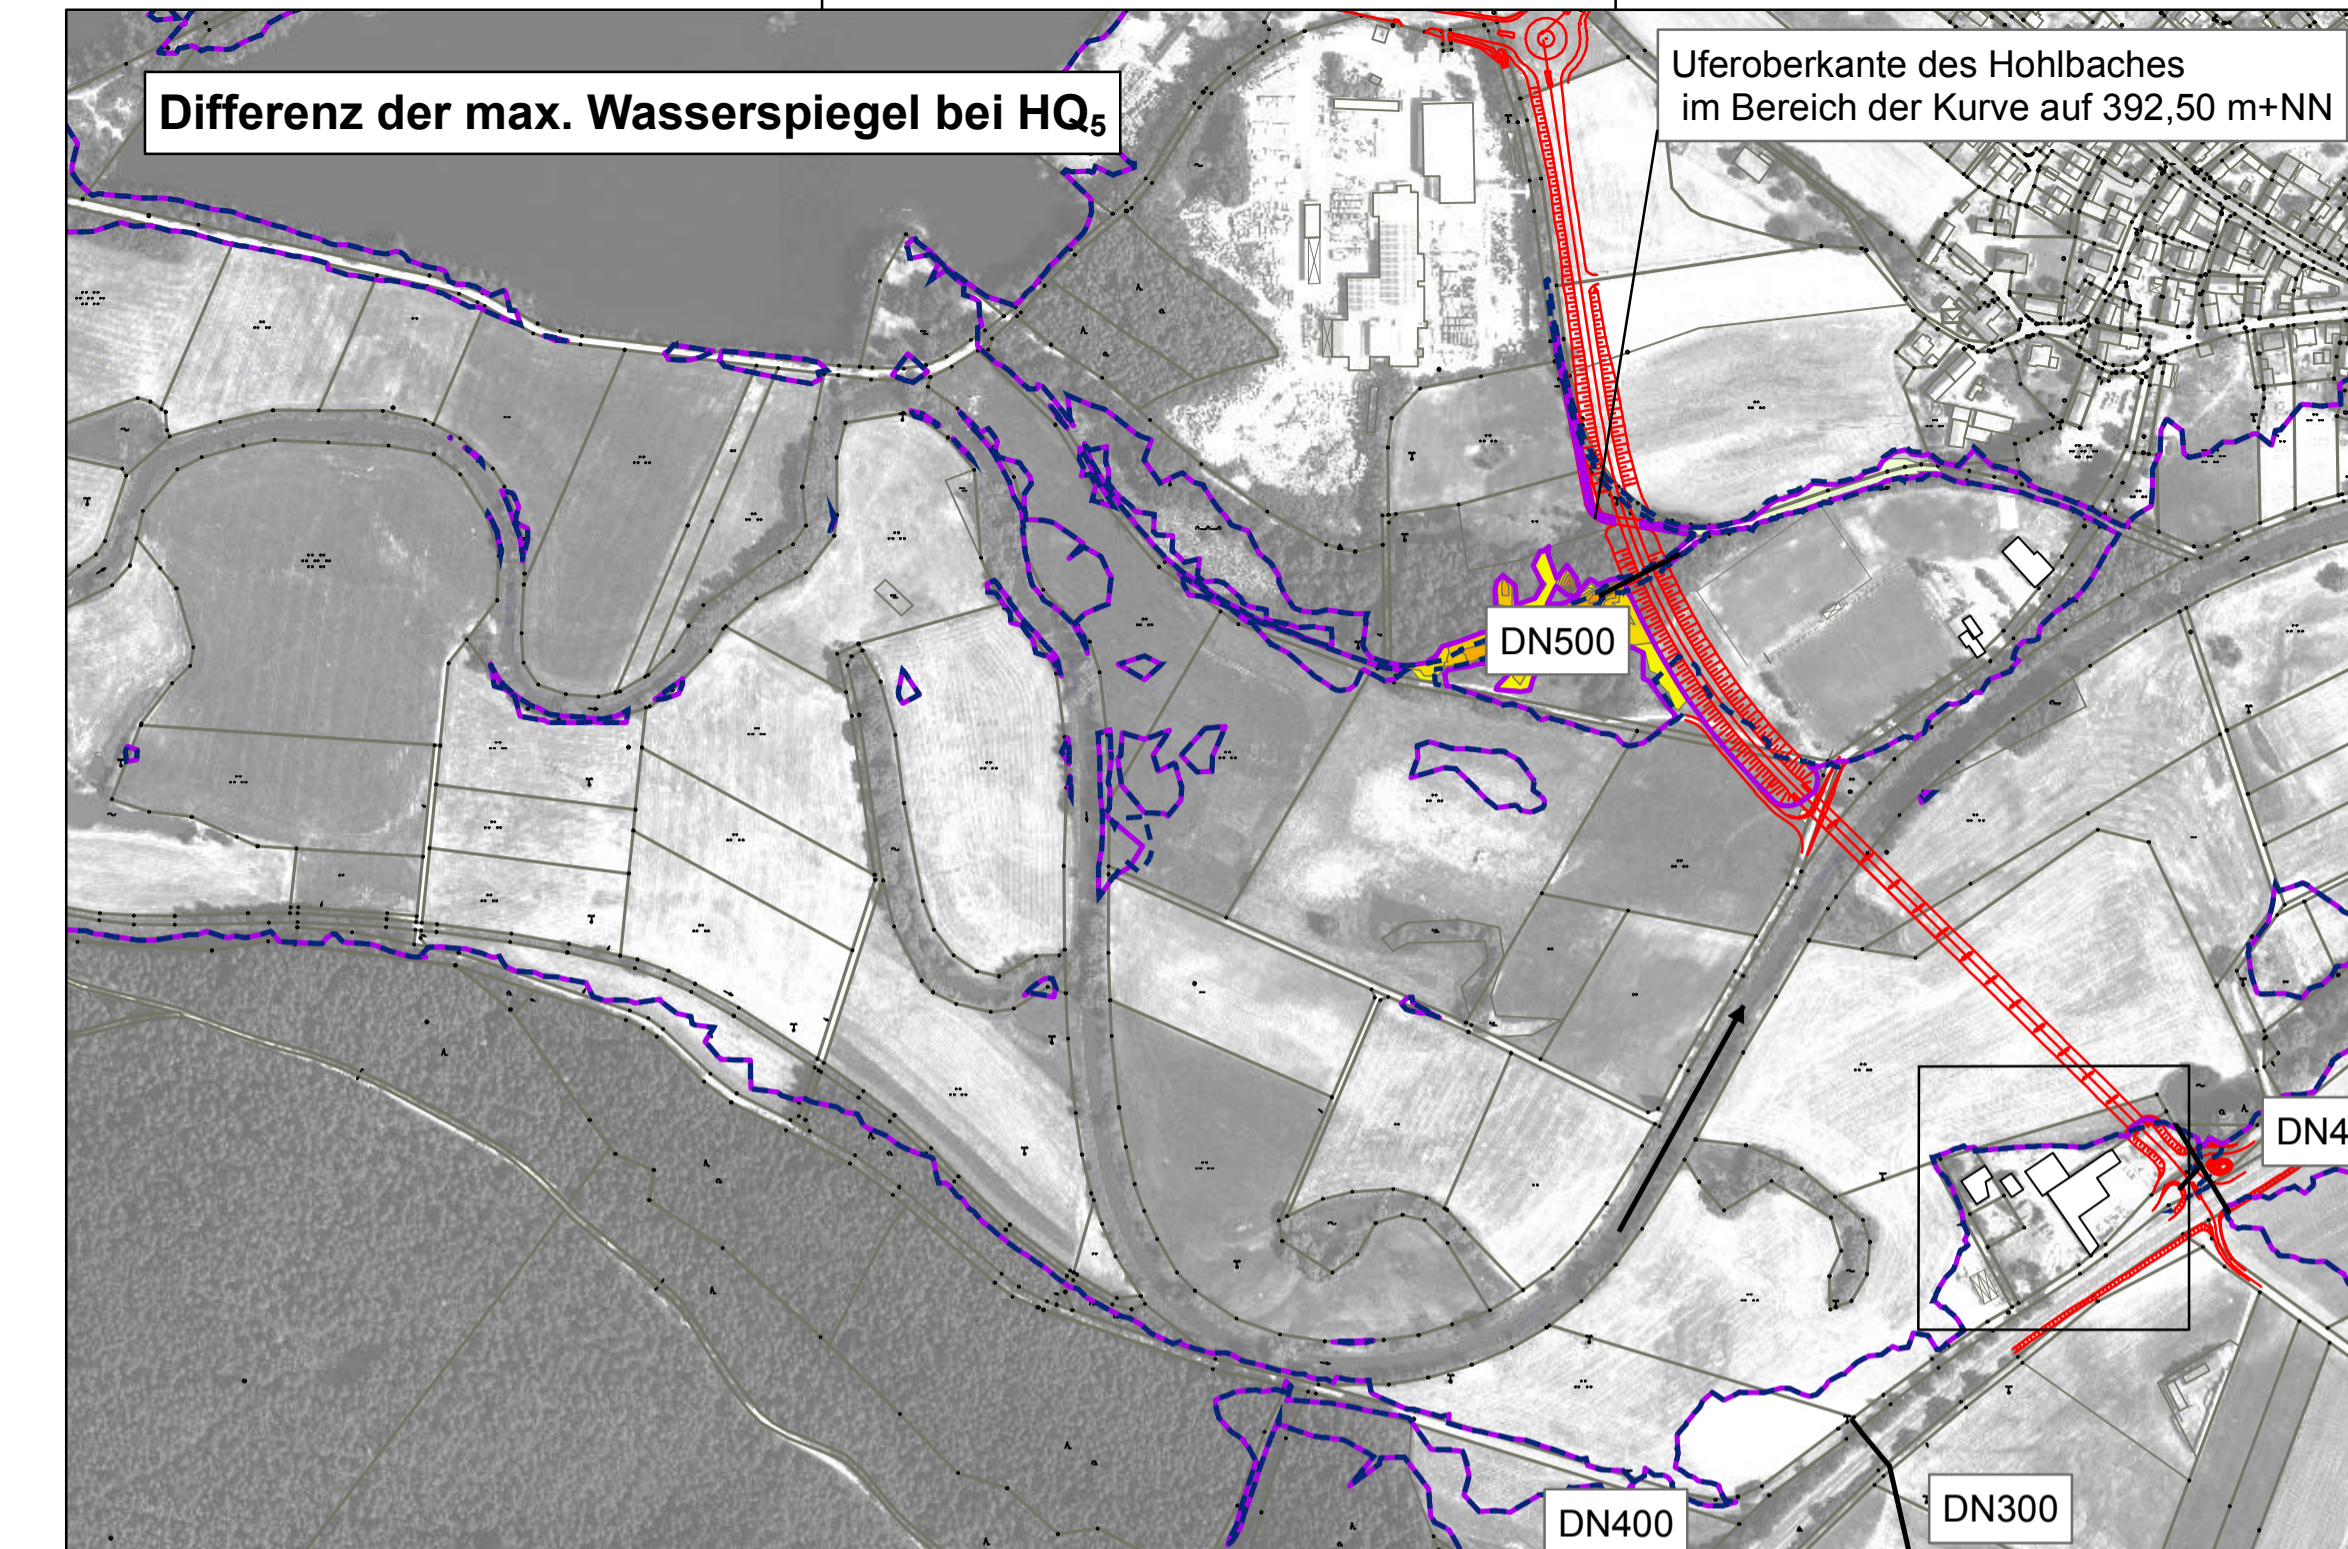 Differenz der max. Wasserspiegel bei HQ₅
Uferoberkante des Hohlbaches
im Bereich der Kurve auf 392,50 m+NN
DN500
DN4
DN400
DN300